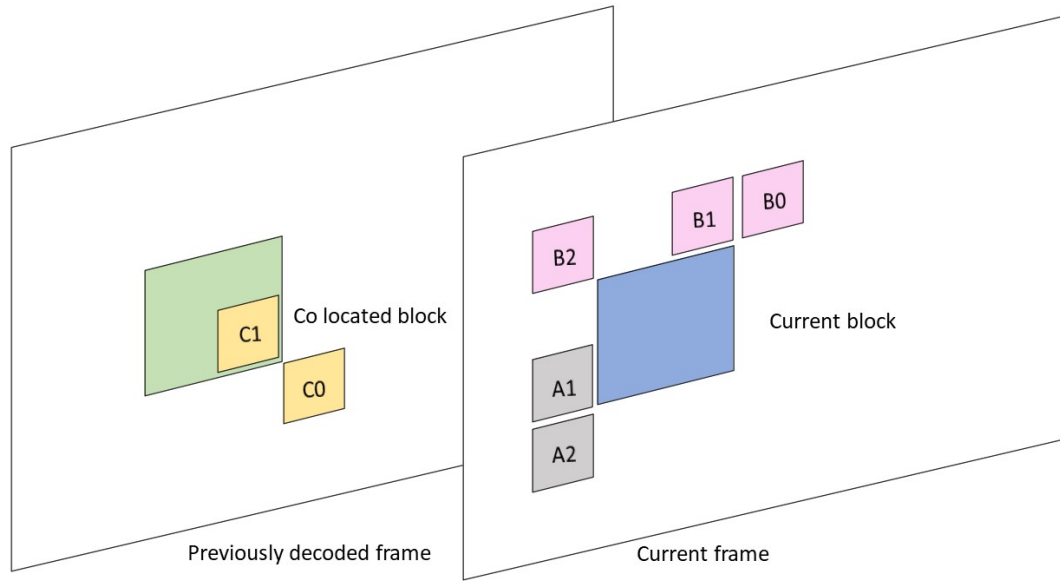 B0
B1
B2
Co located block
C1
Current block
C0
A1
A2
Previously decoded frame
Current frame